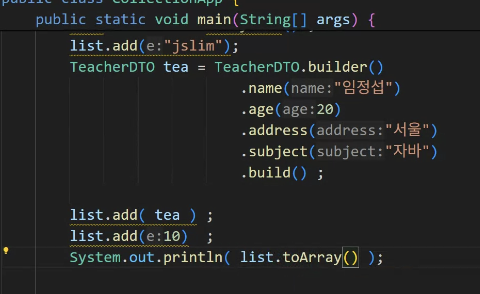 public class CollectionApp {
public static void main(String[] args) {
list.add(e:"jslim");
TeacherDTO tea = TeacherDTO.builder()
.name(name:"임정섭")
.age(age:20)
.address(address:"서울")
.subject(subject:"자바")
.build() ;
list.add( tea ) ;
list.add(e:10) ;
System.out.println( list.toArray() );